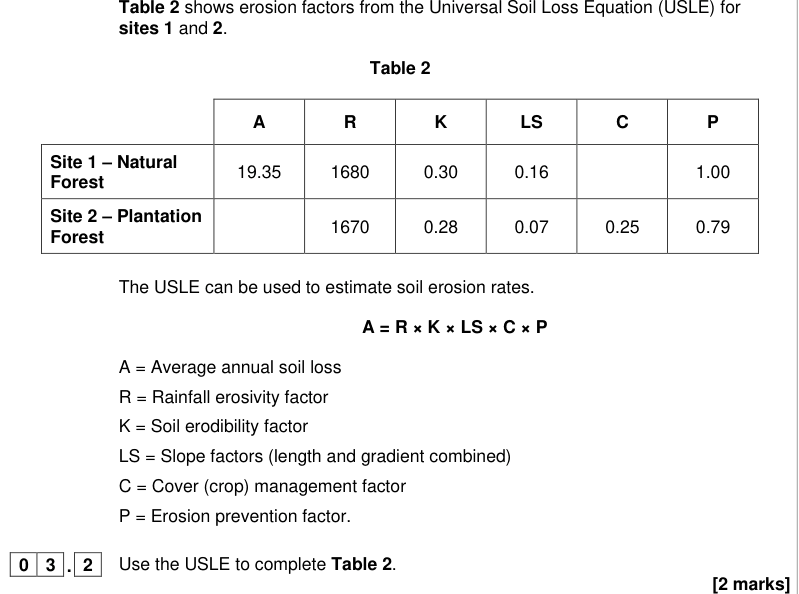 Table 2 shows erosion factors from the Universal Soil Loss Equation (USLE) for
sites 1 and 2.
Table 2
A R K LS C P
Site 1 – Natural
Forest
19.35 1680 0.30 0.16 1.00
Site 2 – Plantation
Forest
1670 0.28 0.07 0.25 0.79
The USLE can be used to estimate soil erosion rates.
A = R × K × LS × C × P
A = Average annual soil loss
R = Rainfall erosivity factor
K = Soil erodibility factor
LS = Slope factors (length and gradient combined)
C = Cover (crop) management factor
P = Erosion prevention factor.
0 3 . 2 Use the USLE to complete Table 2.
[2 marks]